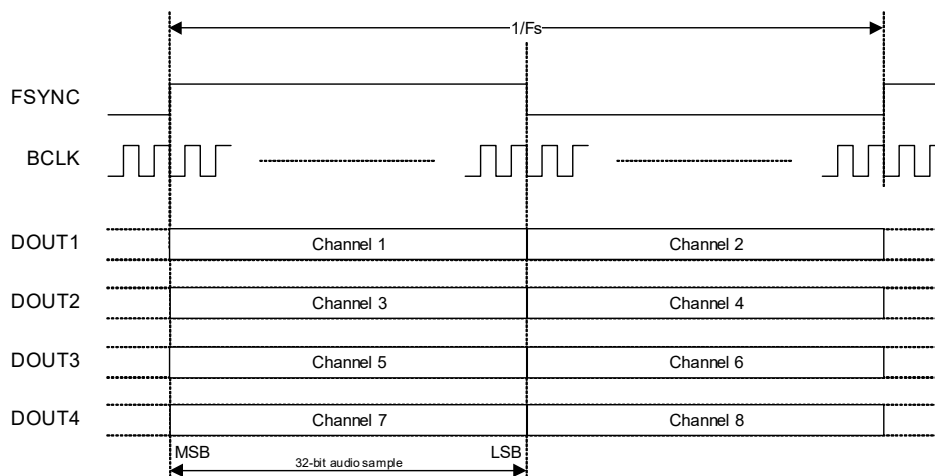 1/Fs
FSYNC
BCLK
DOUT1 Channel 1 Channel 2
DOUT2 Channel 3 Channel 4
DOUT3 Channel 5 Channel 6
DOUT4 Channel 7 Channel 8
MSB LSB
32-bit audio sample